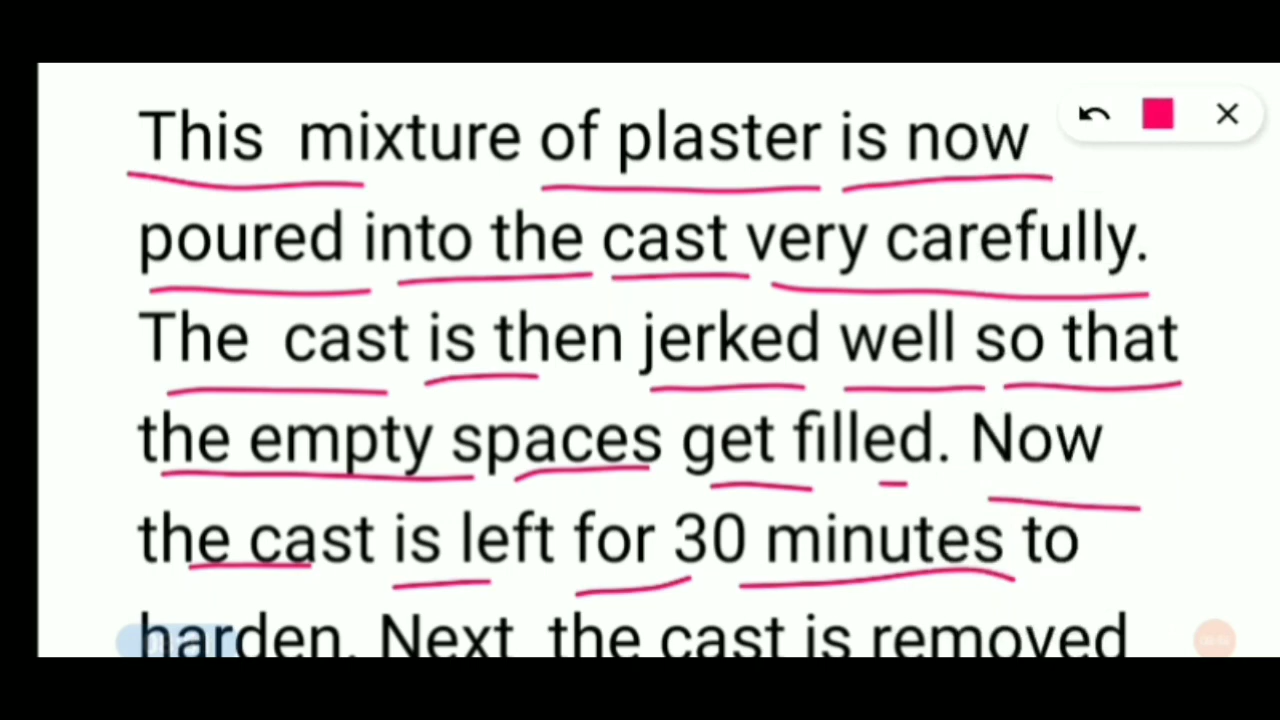 This mixture of plaster is now
poured into the cast very carefully.
The cast is then jerked well so that
the empty spaces get filled. Now
the cast is left for 30 minutes to
harden. Next the cast is removed